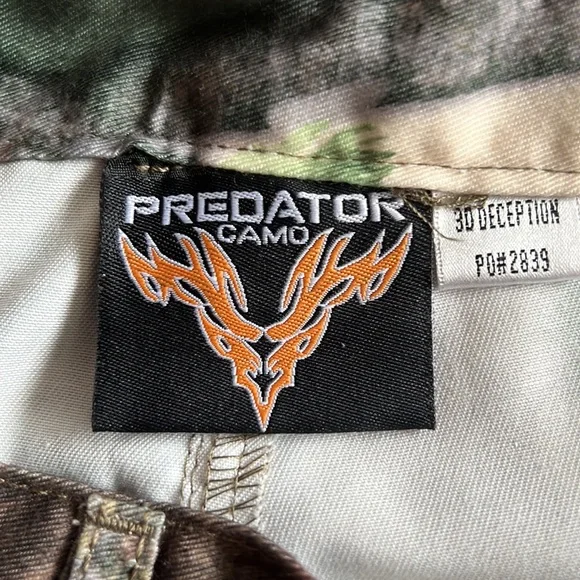 PREDATOR
CAMO
3D DECEPTION
PO#2839